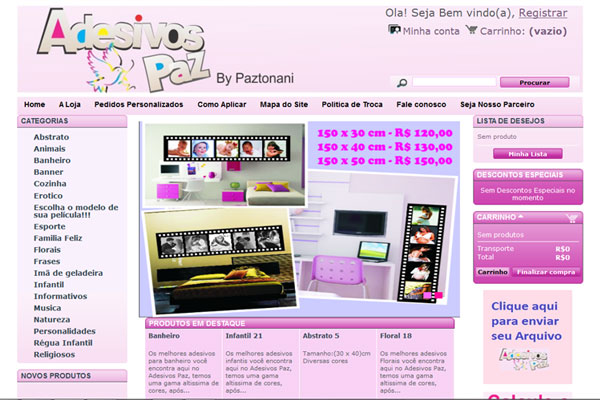 Ola! Seja Bem vindo(a), Registrar
Minha conta Carrinho: (vazio)
Adesivos
Paz
By Paztonani
Procurar
Home A Loja Pedidos Personalizados Como Aplicar Mapa do Site Politica de Troca Fale conosco Seja Nosso Parceiro
CATEGORIAS
Abstrato
Animais
Banheiro
Banner
Cozinha
Erotico
Escolha o modelo de
sua película!!!
Esporte
Familia Feliz
Florais
Frases
Imã de geladeira
Infantil
Informativos
Musica
Natureza
Personalidades
Régua Infantil
Religiosos
NOVOS PRODUTOS
150 x 30 cm - R$ 120,00
150 x 40 cm - R$ 130,00
150 x 50 cm - R$ 150,00
PRODUTOS EM DESTAQUE
Banheiro
Os melhores adesivos
para banheiro você
encontra aqui no
Adesivos Paz, temos
uma gama altissima
de cores, após...
Infantil 21
Os melhores adesivos
infantis você encontra
aqui no Adesivos Paz,
temos uma gama
altissima de cores,
após...
Abstrato 5
Tamanho:(30 x 40)cm
Diversas cores
Floral 18
Os melhores adesivos
Florais você encontra
aqui no Adesivos Paz,
temos uma gama
altissima de cores,
após...
LISTA DE DESEJOS
Sem produto
Minha Lista
DESCONTOS ESPECIAIS
Sem Descontos Especiais no
momento
CARRINHO
Sem produtos
Transporte R$0
Total R$0
Carrinho Finalizar compra
Clique aqui
para enviar
seu Arquivo
Adesivos
Paz